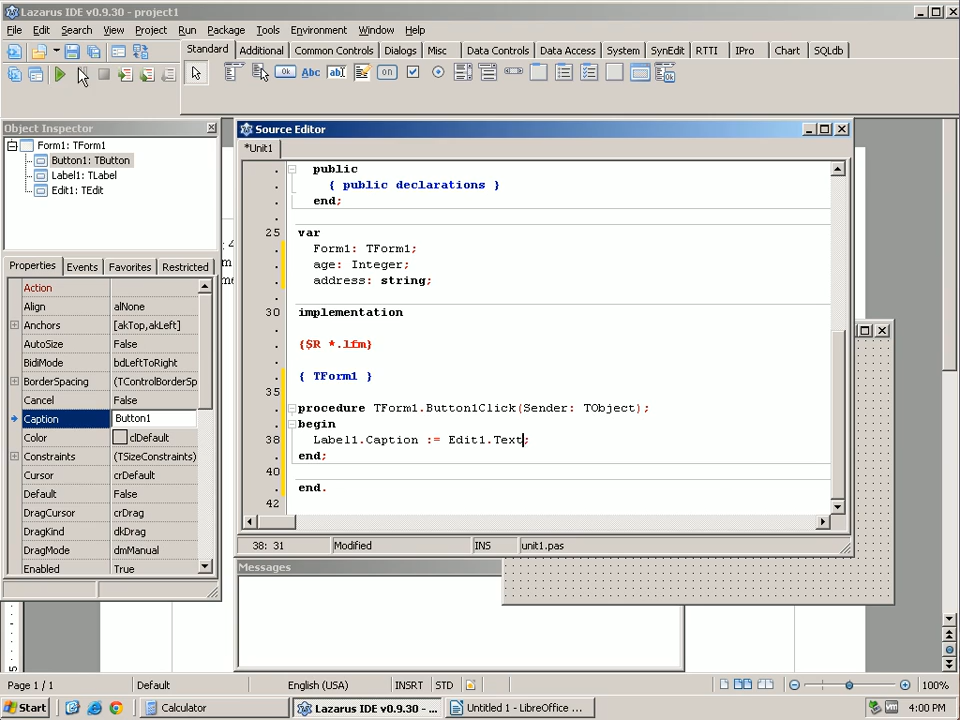 Lazarus IDE v0.9.30 - project1
File Edit Search View Project Run Package Tools Environment Window Help
Standard Additional Common Controls Dialogs Misc Data Controls Data Access System SynEdit RTTI IPro Chart SQLdb
Ok Abc ab on
Object Inspector
Form1: TForm1
Button1: TButton
Label1: TLabel
Edit1: TEdit
Properties Events Favorites Restricted
Action
Align alNone
Anchors [akTop,akLeft]
AutoSize False
BidiMode bdLeftToRight
BorderSpacing (TControlBorderSp
Cancel False
Caption Button1
Color clDefault
Constraints (TSizeConstraints)
Cursor crDefault
Default False
DragCursor crDrag
DragKind dkDrag
DragMode dmManual
Enabled True
Source Editor
*Unit1
. public
. { public declarations }
. end;
.
25 var
. Form1: TForm1;
. age: Integer;
. address: string;
.
30 implementation
.
. {$R *.lfm}
.
. { TForm1 }
35
. procedure TForm1.Button1Click(Sender: TObject);
. begin
38 Label1.Caption := Edit1.Text;
. end;
40
. end.
42
38: 31 Modified INS unit1.pas
Messages
Page 1 / 1 Default English (USA) INSRT STD 100%
Start Calculator Lazarus IDE v0.9.30 - ... Untitled 1 - LibreOffice ... 4:00 PM